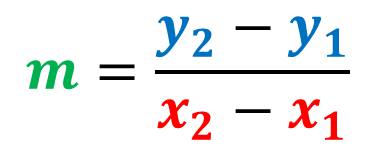 m = (y₂ − y₁) / (x₂ − x₁)